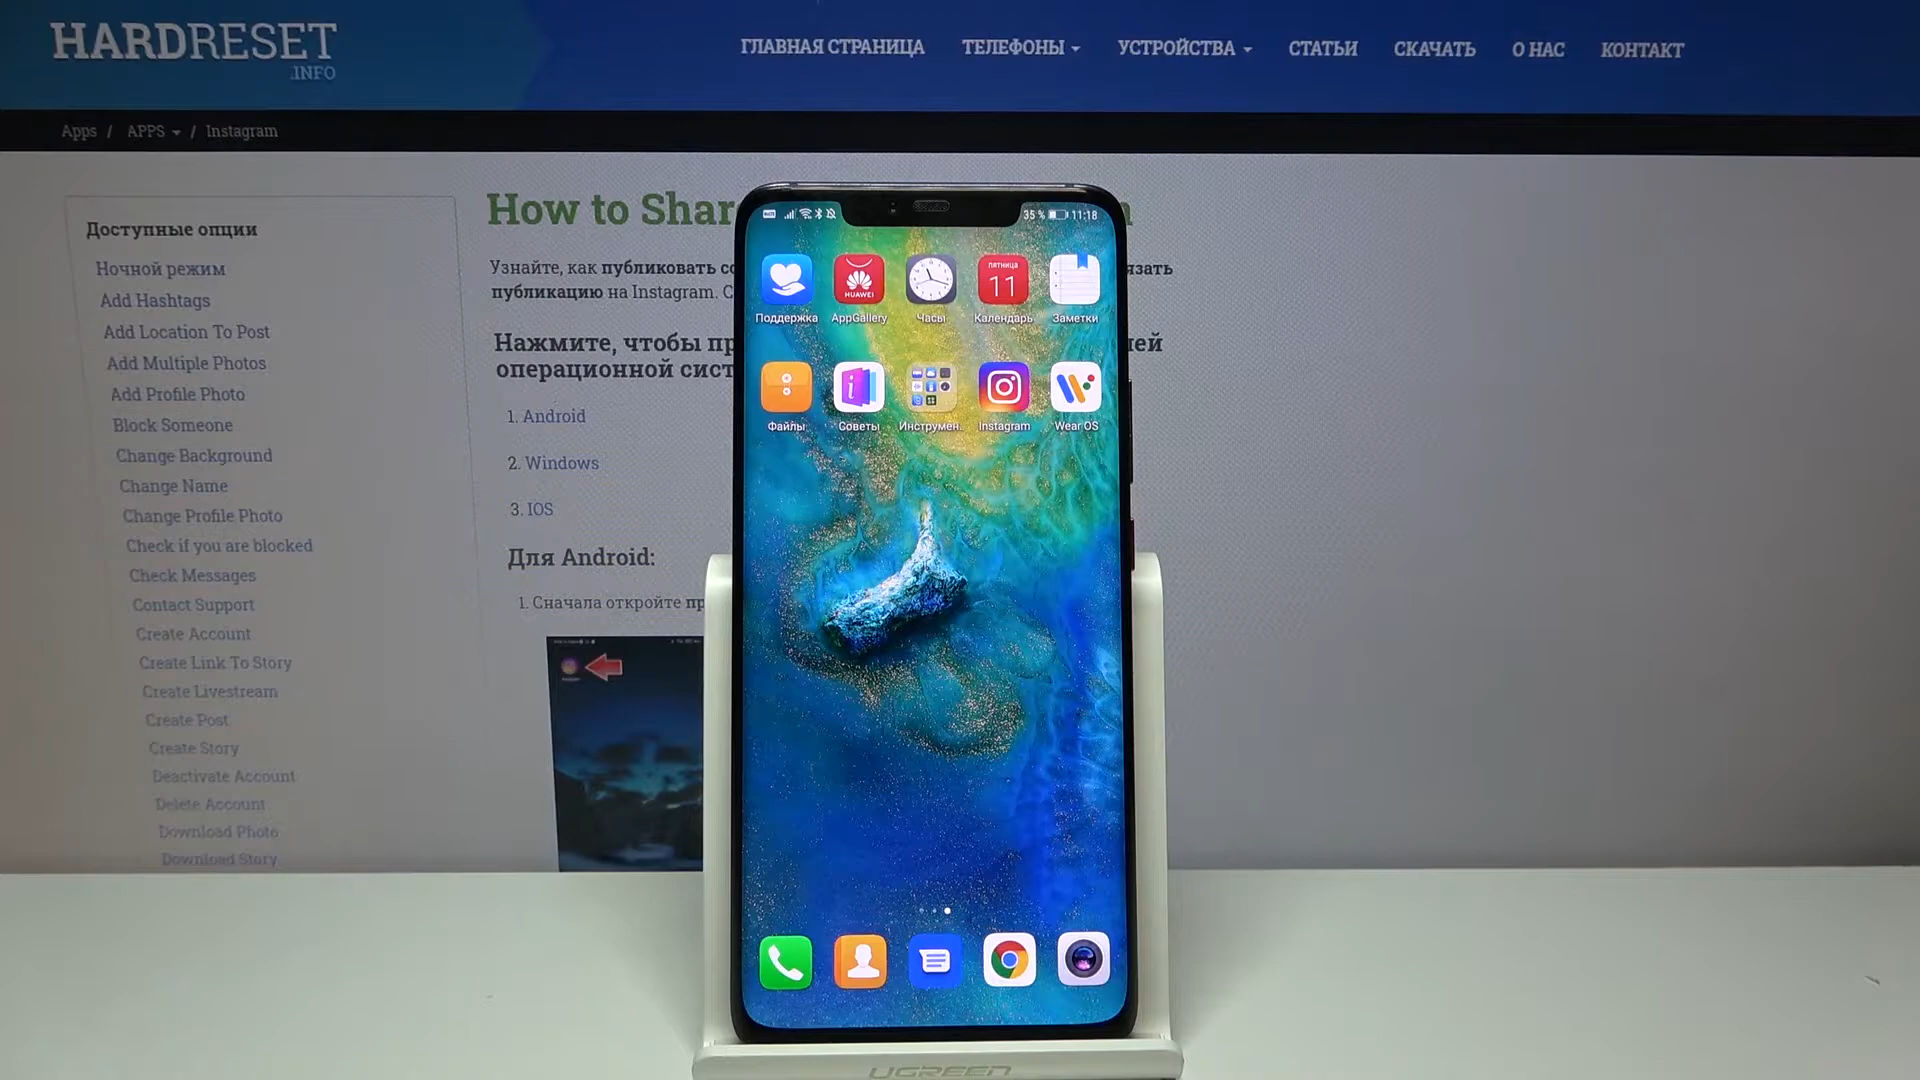 HARDRESET
.INFO
ГЛАВНАЯ СТРАНИЦА ТЕЛЕФОНЫ УСТРОЙСТВА СТАТЬИ СКАЧАТЬ О НАС КОНТАКТ
Apps / APPS / Instagram
Доступные опции
Ночной режим
Add Hashtags
Add Location To Post
Add Multiple Photos
Add Profile Photo
Block Someone
Change Background
Change Name
Change Profile Photo
Check if you are blocked
Check Messages
Contact Support
Create Account
Create Link To Story
Create Livestream
Create Post
Create Story
Deactivate Account
Delete Account
Download Photo
Download Story
How to Shar
Узнайте, как публиковать
публикацию на Instagram.
Нажмите, чтобы
операционной
1. Android
2. Windows
3. IOS
Для Android:
1. Сначала откройте
35 % 11:18
пятница
11
HUAWEI
Поддержка AppGallery Часы Календарь Заметки
Файлы Советы Инструмен. Instagram Wear OS
UGREEN